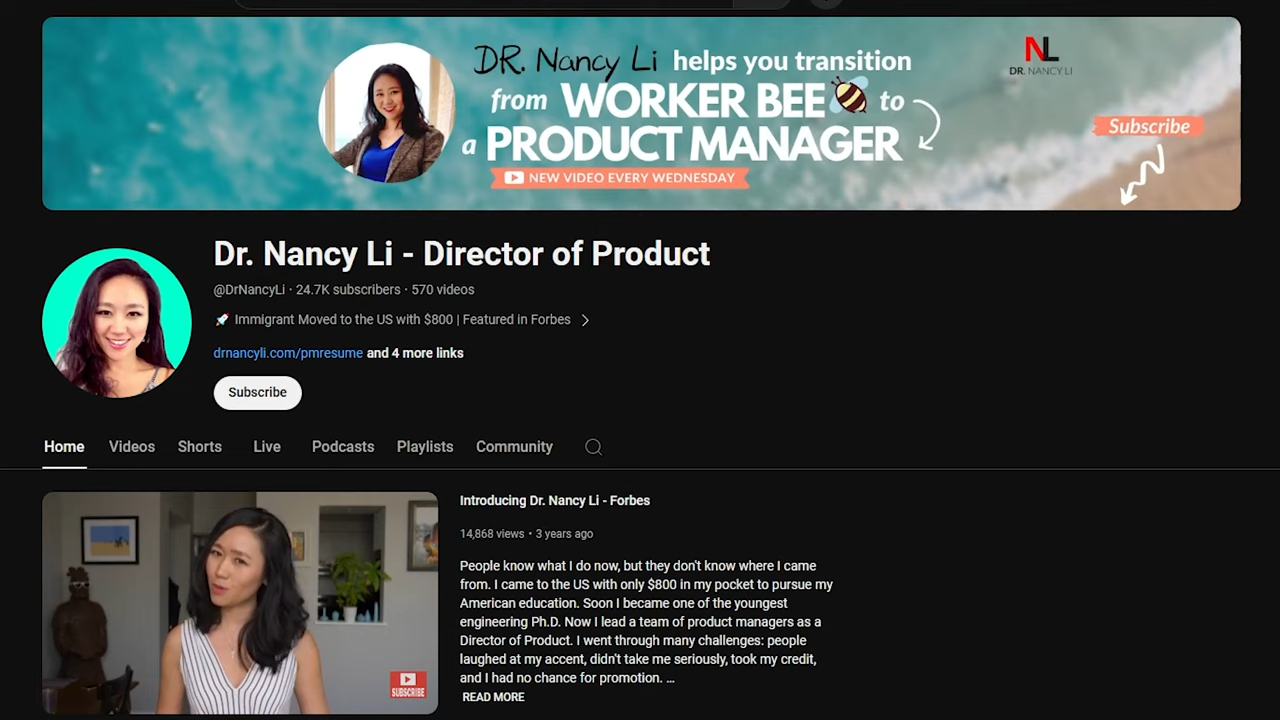 DR. Nancy Li helps you transition
from WORKER BEE to
a PRODUCT MANAGER
NEW VIDEO EVERY WEDNESDAY
NL
DR. NANCY LI
Subscribe
Dr. Nancy Li - Director of Product
@DrNancyLi · 24.7K subscribers · 570 videos
🚀 Immigrant Moved to the US with $800 | Featured in Forbes
drnancyli.com/pmresume and 4 more links
Subscribe
Home Videos Shorts Live Podcasts Playlists Community
Introducing Dr. Nancy Li - Forbes
14,868 views • 3 years ago
People know what I do now, but they don't know where I came
from. I came to the US with only $800 in my pocket to pursue my
American education. Soon I became one of the youngest
engineering Ph.D. Now I lead a team of product managers as a
Director of Product. I went through many challenges: people
laughed at my accent, didn't take me seriously, took my credit,
and I had no chance for promotion. ...
READ MORE
SUBSCRIBE